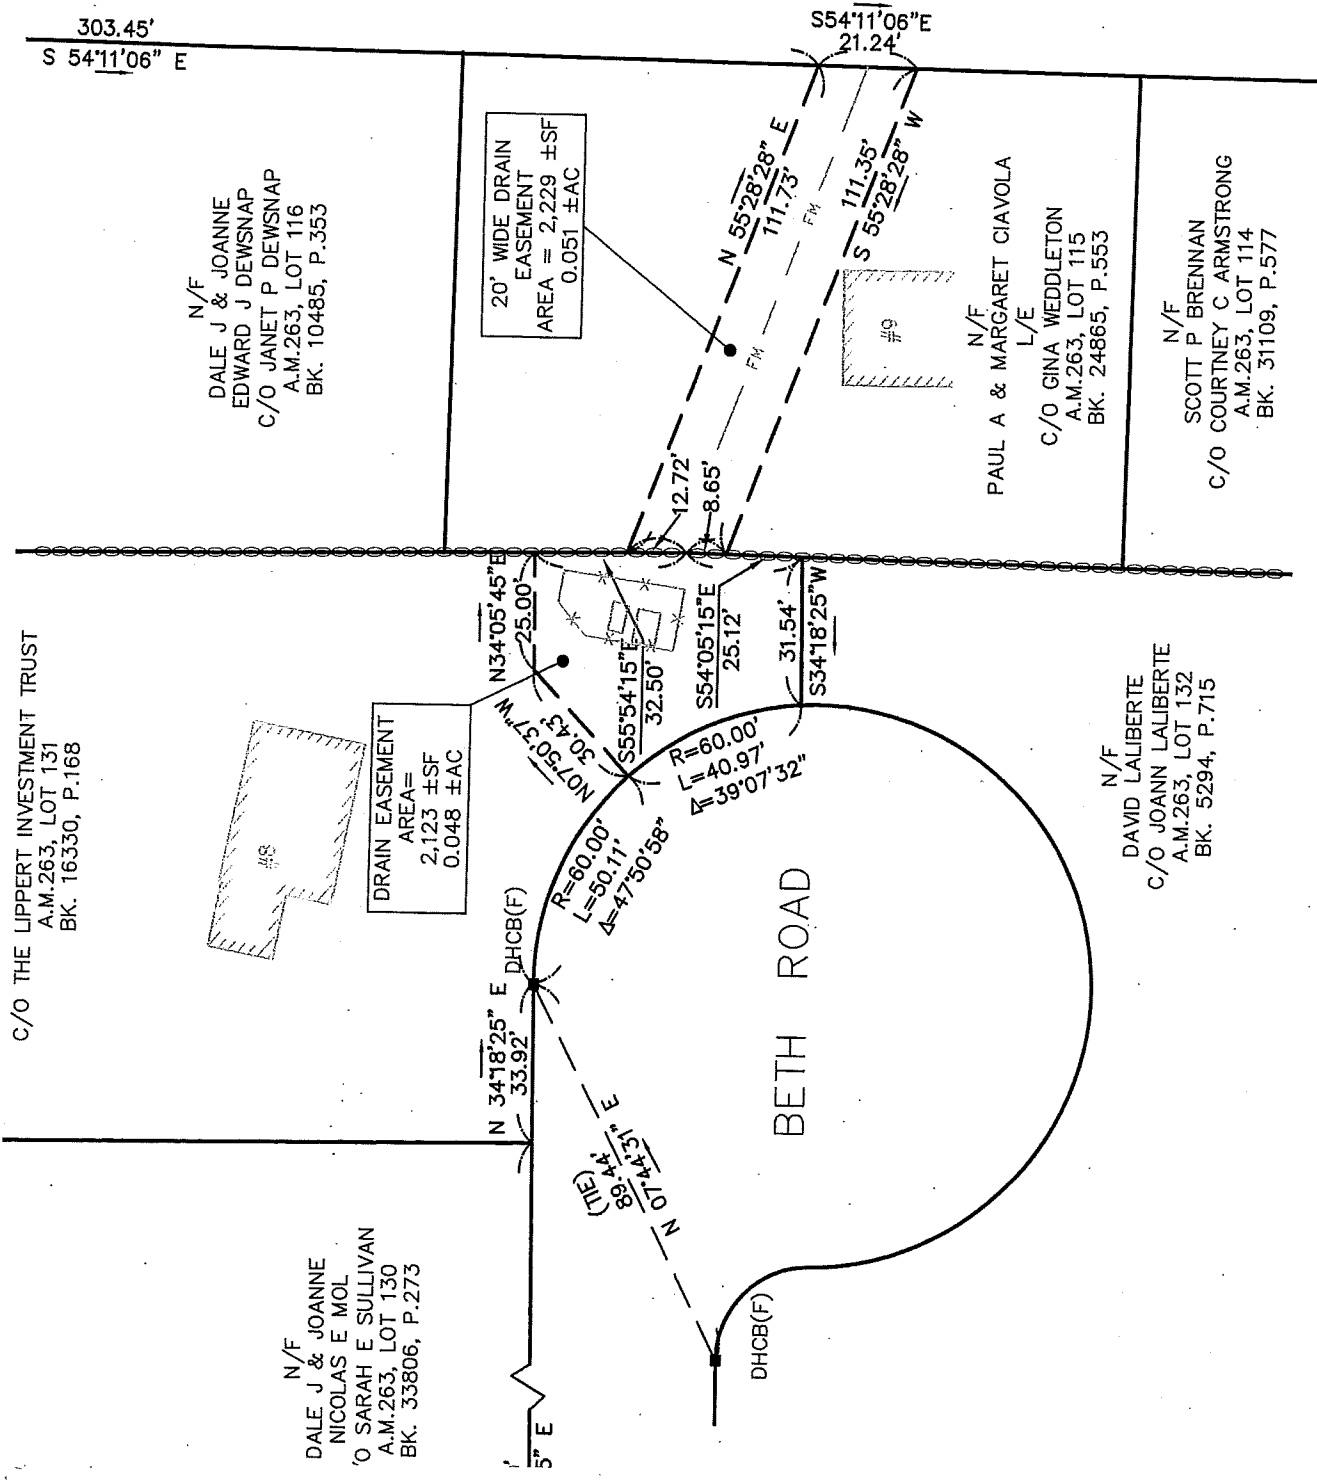 303.45'
S 54°11'06" E
S54°11'06"E
21.24'
N/F
DALE J & JOANNE
EDWARD J DEWSNAP
C/O JANET P DEWSNAP
A.M.263, LOT 116
BK. 10485, P.353
20' WIDE DRAIN
EASEMENT
AREA = 2,229 ±SF
0.051 ±AC
N 55°28'28" E
111.73'
FM
FM
111.35'
S 55°28'28" W
#9
N/F
PAUL A & MARGARET CIAVOLA
L/E
C/O GINA WEDDLETON
A.M.263, LOT 115
BK. 24865, P.553
N/F
SCOTT P BRENNAN
C/O COURTNEY C ARMSTRONG
A.M.263, LOT 114
BK. 31109, P.577
12.72'
8.65'
C/O THE LIPPERT INVESTMENT TRUST
A.M.263, LOT 131
BK. 16330, P.168
#8
DRAIN EASEMENT
AREA=
2,123 ±SF
0.048 ±AC
N34°05'45"E
25.00'
N07°50'37"W
30.43'
S55°54'15"E
32.50'
S54°05'15"E
25.12'
31.54'
S34°18'25"W
R=60.00'
L=40.97'
Δ=39°07'32"
R=60.00'
L=50.11'
Δ=47°50'58"
N/F
DAVID LALIBERTE
C/O JOANN LALIBERTE
A.M.263, LOT 132
BK. 5294, P.715
DHCB(F)
N 34°18'25" E
33.92'
BETH ROAD
(TIE)
89.44'
N 07°44'31" E
DHCB(F)
N/F
DALE J & JOANNE
NICOLAS E MOL
'O SARAH E SULLIVAN
A.M.263, LOT 130
BK. 33806, P.273
'
5" E